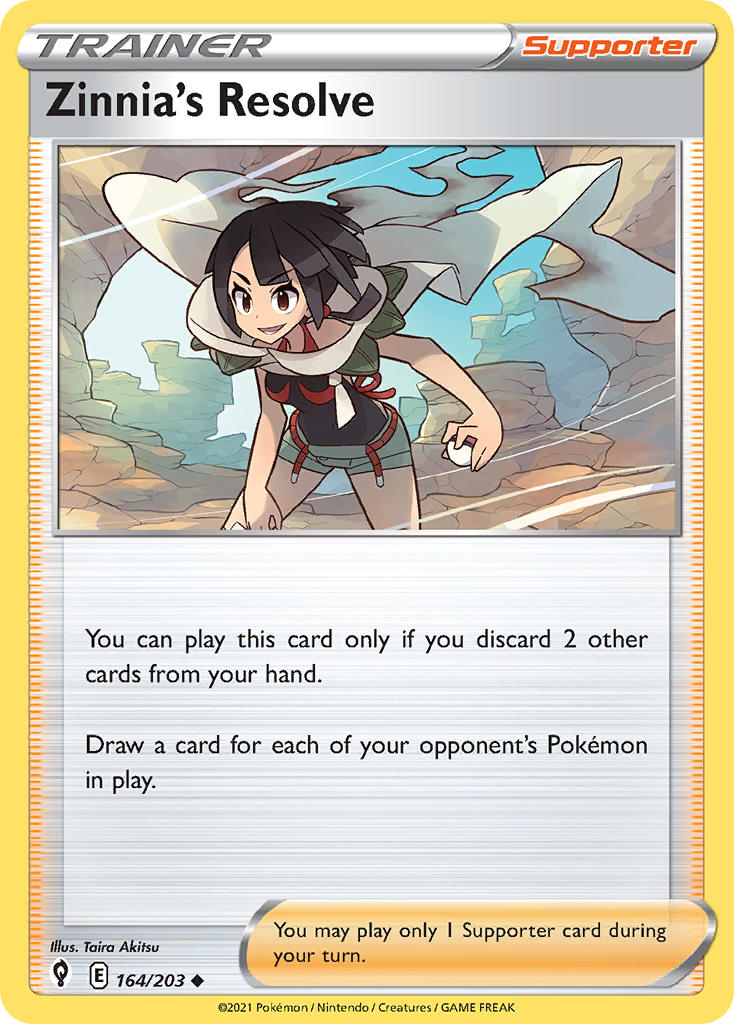 TRAINER
Supporter
Zinnia's Resolve
You can play this card only if you discard 2 other
cards from your hand.
Draw a card for each of your opponent's Pokémon
in play.
You may play only 1 Supporter card during
your turn.
Illus. Taira Akitsu
E 164/203
©2021 Pokémon / Nintendo / Creatures / GAME FREAK